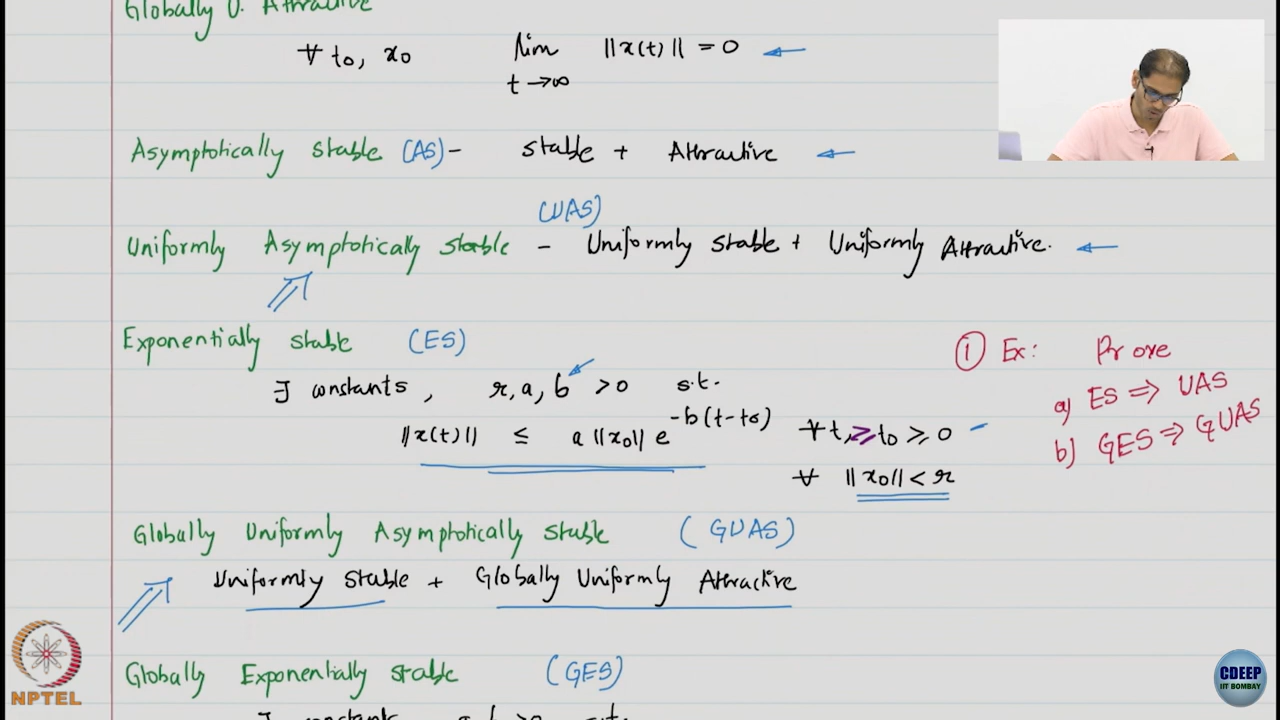 Globally U. Attractive
∀ t₀, x₀ lim t→∞ ||x(t)|| = 0
Asymptotically stable (AS) - stable + Attractive
(UAS)
Uniformly Asymptotically stable - Uniformly stable + Uniformly Attractive.
Exponentially stable (ES)
∃ constants, r, a, b > 0 s.t.
||x(t)|| ≤ a ||x₀|| e^{-b(t-t₀)} ∀ t, ≥ t₀ ≥ 0
∀ ||x₀|| < r
① Ex: Prove
a) ES ⇒ UAS
b) GES ⇒ GUAS
Globally Uniformly Asymptotically stable (GUAS)
Uniformly stable + Globally Uniformly Attractive
Globally Exponentially stable (GES)
∃ constants a, b > 0 s.t.
NPTEL
CDEEP
IIT BOMBAY